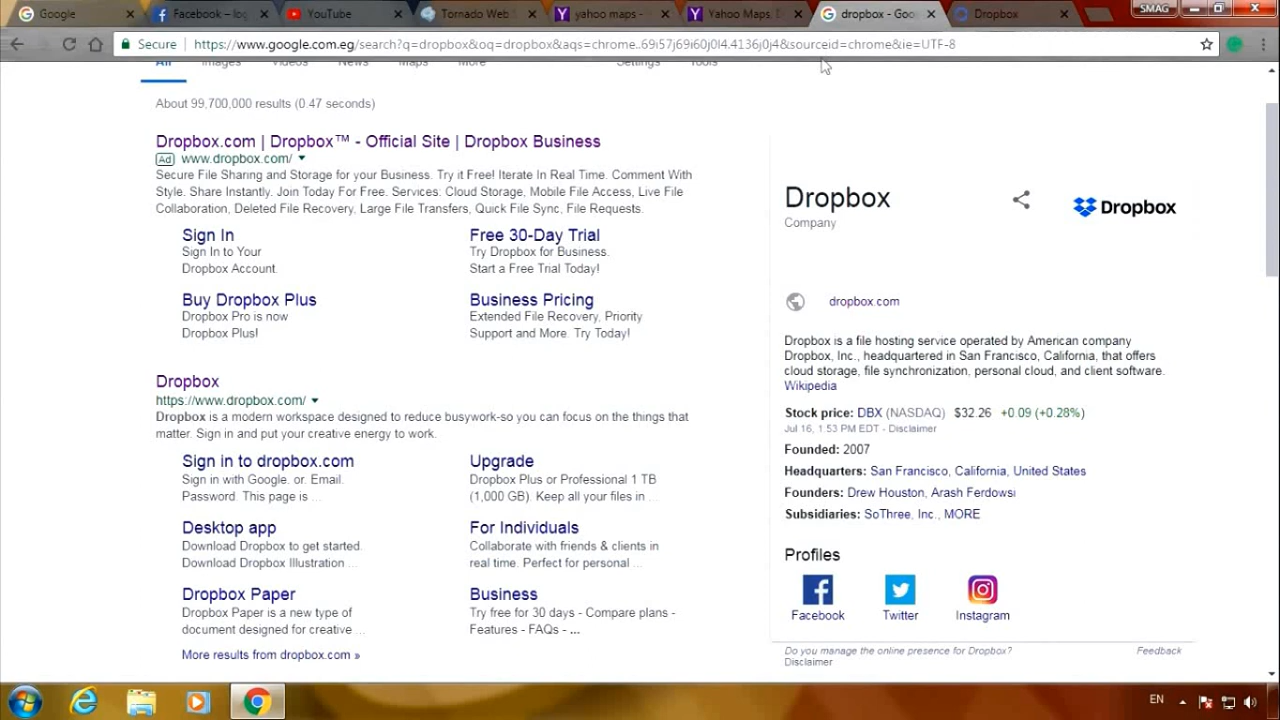 Google
Facebook – log
YouTube
Tornado Web S
yahoo maps -
Yahoo Maps, D
dropbox - Goo
Dropbox
SMAG
Secure
https://www.google.com.eg/search?q=dropbox&oq=dropbox&aqs=chrome..69i57j69i60j0l4.4136j0j4&sourceid=chrome&ie=UTF-8
All Images Videos News Maps More Settings Tools
About 99,700,000 results (0.47 seconds)
Dropbox.com | Dropbox™ - Official Site | Dropbox Business
Ad www.dropbox.com/
Secure File Sharing and Storage for your Business. Try it Free! Iterate In Real Time. Comment With
Style. Share Instantly. Join Today For Free. Services: Cloud Storage, Mobile File Access, Live File
Collaboration, Deleted File Recovery, Large File Transfers, Quick File Sync, File Requests.
Sign In
Sign In to Your
Dropbox Account.
Free 30-Day Trial
Try Dropbox for Business.
Start a Free Trial Today!
Buy Dropbox Plus
Dropbox Pro is now
Dropbox Plus!
Business Pricing
Extended File Recovery, Priority
Support and More. Try Today!
Dropbox
https://www.dropbox.com/
Dropbox is a modern workspace designed to reduce busywork-so you can focus on the things that
matter. Sign in and put your creative energy to work.
Sign in to dropbox.com
Sign in with Google. or. Email.
Password. This page is ...
Upgrade
Dropbox Plus or Professional 1 TB
(1,000 GB). Keep all your files in ...
Desktop app
Download Dropbox to get started.
Download Dropbox Illustration ...
For Individuals
Collaborate with friends & clients in
real time. Perfect for personal ...
Dropbox Paper
Dropbox Paper is a new type of
document designed for creative ...
Business
Try free for 30 days - Compare plans -
Features - FAQs - ...
More results from dropbox.com »
Dropbox
Company
Dropbox
dropbox.com
Dropbox is a file hosting service operated by American company
Dropbox, Inc., headquartered in San Francisco, California, that offers
cloud storage, file synchronization, personal cloud, and client software.
Wikipedia
Stock price: DBX (NASDAQ) $32.26 +0.09 (+0.28%)
Jul 16, 1:53 PM EDT - Disclaimer
Founded: 2007
Headquarters: San Francisco, California, United States
Founders: Drew Houston, Arash Ferdowsi
Subsidiaries: SoThree, Inc., MORE
Profiles
Facebook
Twitter
Instagram
Do you manage the online presence for Dropbox?
Disclaimer
Feedback
EN